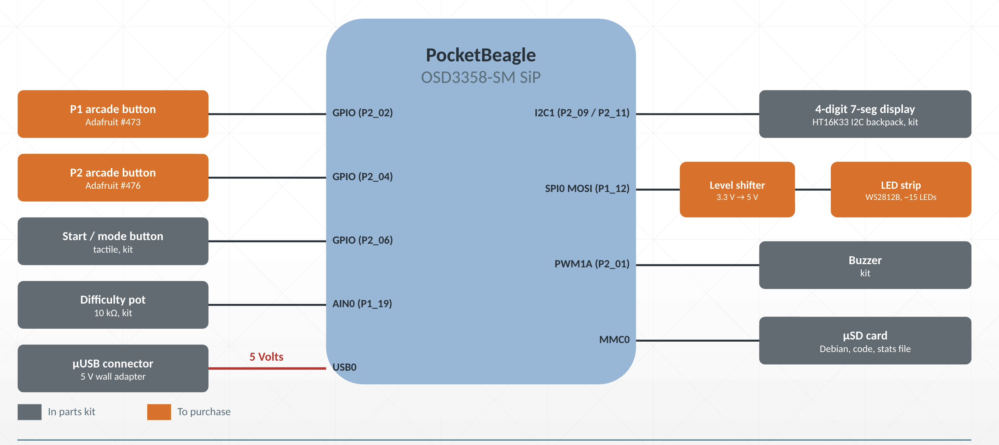 PocketBeagle
OSD3358-SM SiP
P1 arcade button
Adafruit #473
GPIO (P2_02)
P2 arcade button
Adafruit #476
GPIO (P2_04)
Start / mode button
tactile, kit
GPIO (P2_06)
Difficulty pot
10 kΩ, kit
AIN0 (P1_19)
µUSB connector
5 V wall adapter
5 Volts
USB0
I2C1 (P2_09 / P2_11)
4-digit 7-seg display
HT16K33 I2C backpack, kit
SPI0 MOSI (P1_12)
Level shifter
3.3 V → 5 V
LED strip
WS2812B, ~15 LEDs
PWM1A (P2_01)
Buzzer
kit
MMC0
µSD card
Debian, code, stats file
In parts kit
To purchase